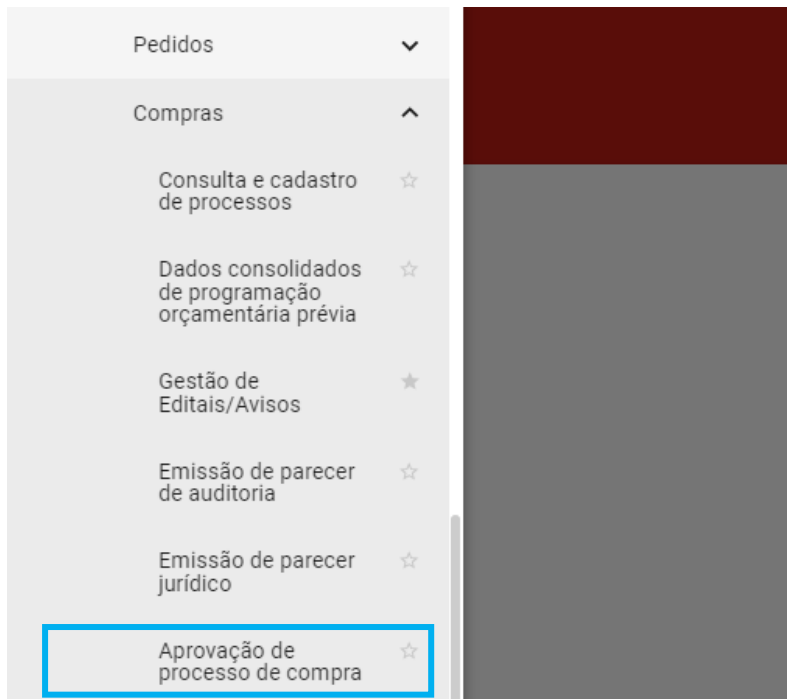 Pedidos
Compras
Consulta e cadastro
de processos
Dados consolidados
de programação
orçamentária prévia
Gestão de
Editais/Avisos
Emissão de parecer
de auditoria
Emissão de parecer
jurídico
Aprovação de
processo de compra